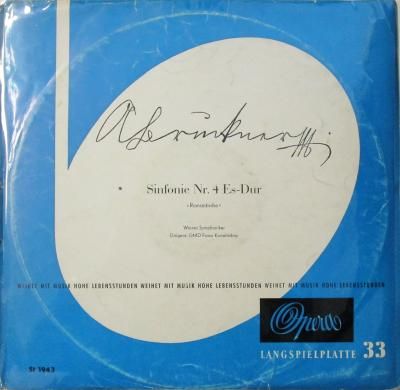 ABruckner
Sinfonie Nr. 4 Es-Dur
»Romantische«
Wiener Symphoniker
Dirigent: GMD Franz Konwitschny
WEIHET MIT MUSIK HOHE LEBENSSTUNDEN WEIHET MIT MUSIK HOHE LEBENSSTUNDEN WEIHET MIT MUSIK HOHE LEBENSSTUNDEN
Opera
LANGSPIELPLATTE 33
St 1943